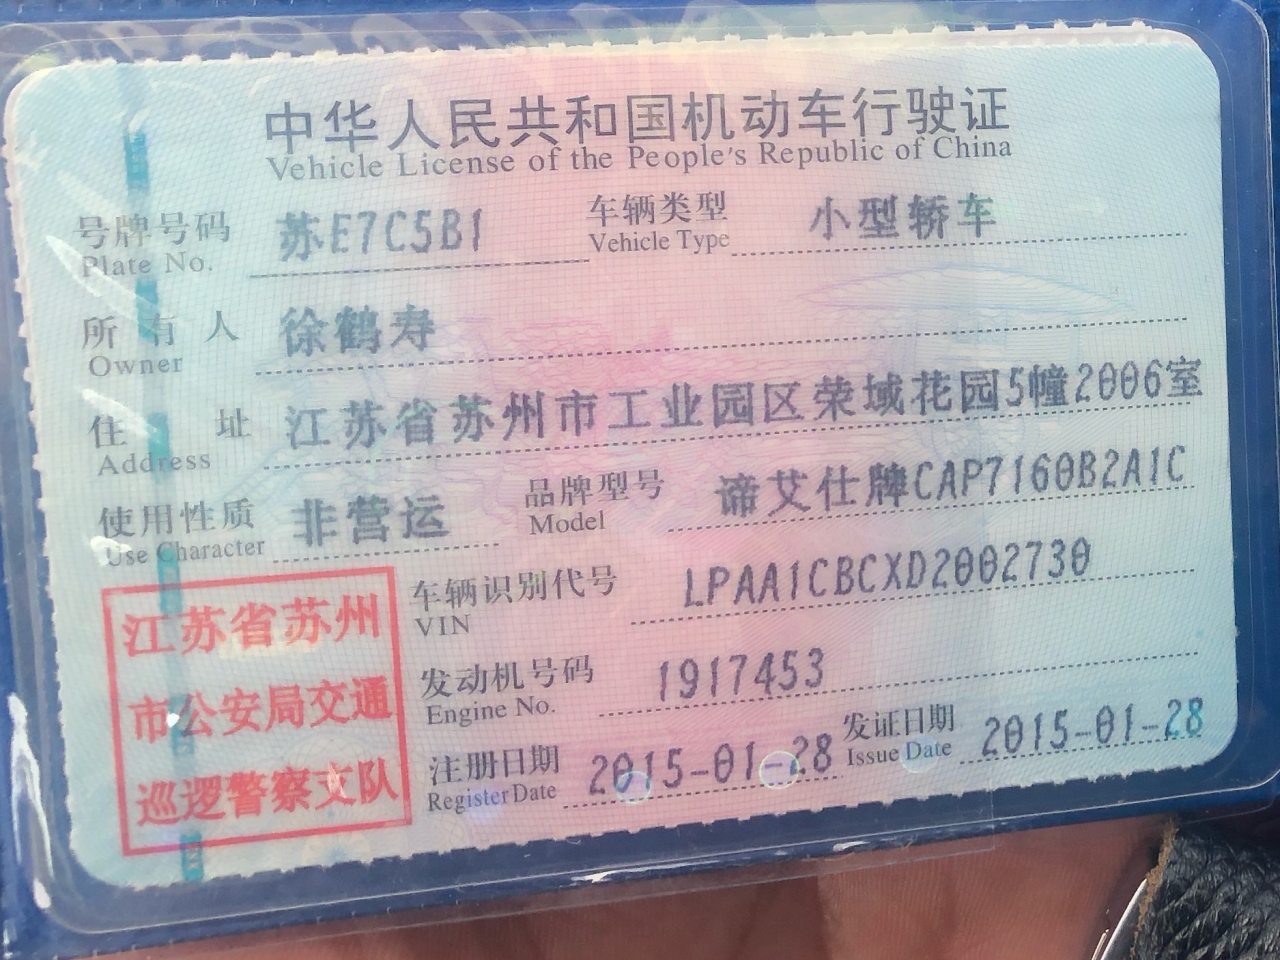 中华人民共和国机动车行驶证
Vehicle License of the People's Republic of China
号牌号码 苏E7C5B1 车辆类型 小型轿车
Plate No. Vehicle Type
所有人 徐鹤寿
Owner
住址 江苏省苏州市工业园区荣域花园5幢2006室
Address
使用性质 非营运 品牌型号 谛艾仕牌CAP7160B2A1C
Use Character Model
车辆识别代号 LPAA1CBCXD2002730
VIN
发动机号码 1917453
Engine No.
注册日期 2015-01-28 发证日期 2015-01-28
Register Date Issue Date
江苏省苏州
市公安局交通
巡逻警察支队